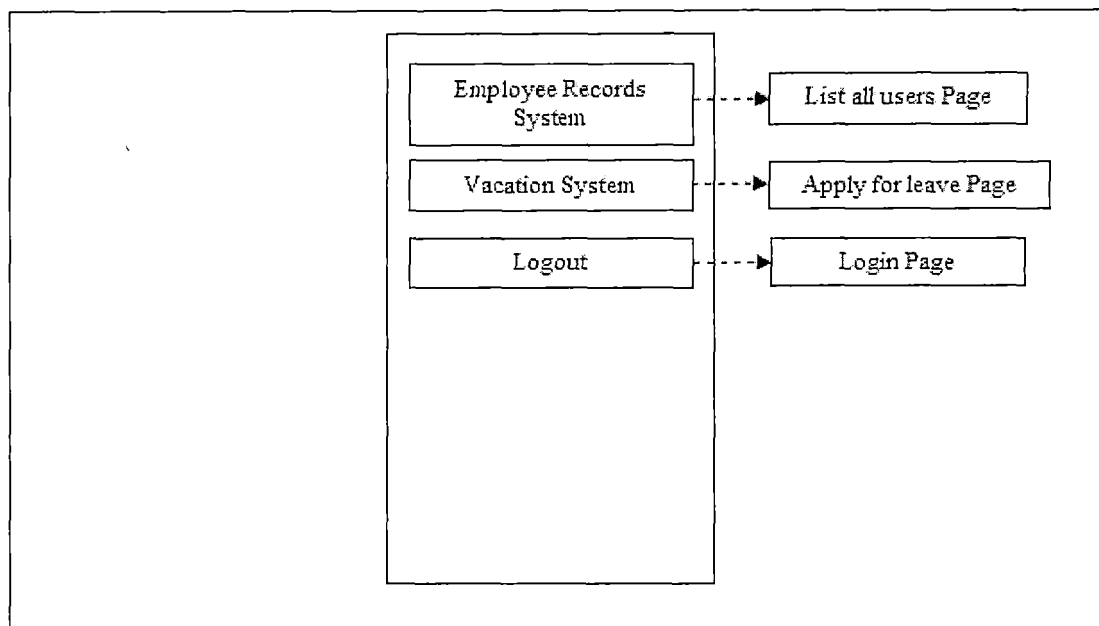 Employee Records
System
List all users Page
Vacation System
Apply for leave Page
Logout
Login Page